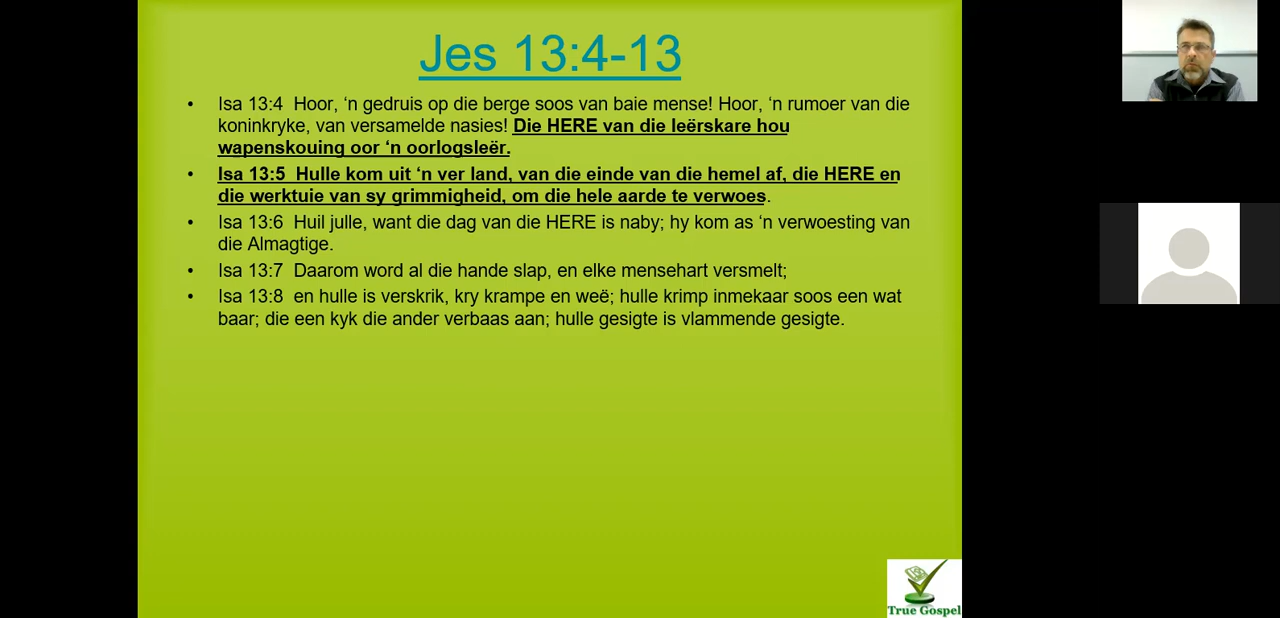 Jes 13:4-13
• Isa 13:4 Hoor, ‘n gedruis op die berge soos van baie mense! Hoor, ‘n rumoer van die
koninkryke, van versamelde nasies! Die HERE van die leërskare hou
wapenskouing oor ‘n oorlogsleër.
• Isa 13:5 Hulle kom uit ‘n ver land, van die einde van die hemel af, die HERE en
die werktuie van sy grimmigheid, om die hele aarde te verwoes.
• Isa 13:6 Huil julle, want die dag van die HERE is naby; hy kom as ‘n verwoesting van
die Almagtige.
• Isa 13:7 Daarom word al die hande slap, en elke mensehart versmelt;
• Isa 13:8 en hulle is verskrik, kry krampe en weë; hulle krimp inmekaar soos een wat
baar; die een kyk die ander verbaas aan; hulle gesigte is vlammende gesigte.
True Gospel